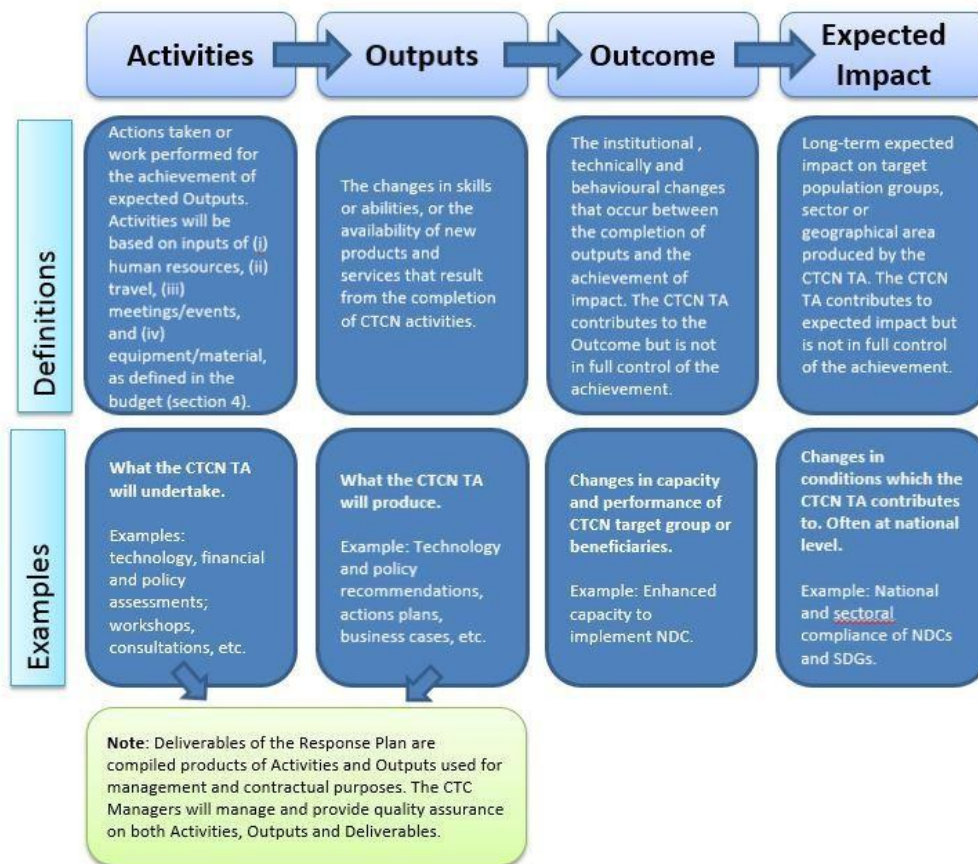 Activities
Outputs
Outcome
Expected
Impact
Definitions
Actions taken or
work performed for
the achievement of
expected Outputs.
Activities will be
based on inputs of (i)
human resources, (ii)
travel, (iii)
meetings/events,
and (iv)
equipment/material,
as defined in the
budget (section 4).
The changes in skills
or abilities, or the
availability of new
products and
services that result
from the completion
of CTCN activities.
The institutional ,
technically and
behavioural changes
that occur between
the completion of
outputs and the
achievement of
impact. The CTCN TA
contributes to the
Outcome but is not
in full control of the
achievement.
Long-term expected
impact on target
population groups,
sector or
geographical area
produced by the
CTCN TA. The CTCN
TA contributes to
expected impact but
is not in full control
of the achievement.
Examples
What the CTCN TA
will undertake.
Examples:
technology, financial
and policy
assessments;
workshops,
consultations, etc.
What the CTCN TA
will produce.
Example: Technology
and policy
recommendations,
actions plans,
business cases, etc.
Changes in capacity
and performance of
CTCN target group or
beneficiaries.
Example: Enhanced
capacity to
implement NDC.
Changes in
conditions which the
CTCN TA contributes
to. Often at national
level.
Example: National
and sectoral
compliance of NDCs
and SDGs.
Note: Deliverables of the Response Plan are
compiled products of Activities and Outputs used for
management and contractual purposes. The CTC
Managers will manage and provide quality assurance
on both Activities, Outputs and Deliverables.